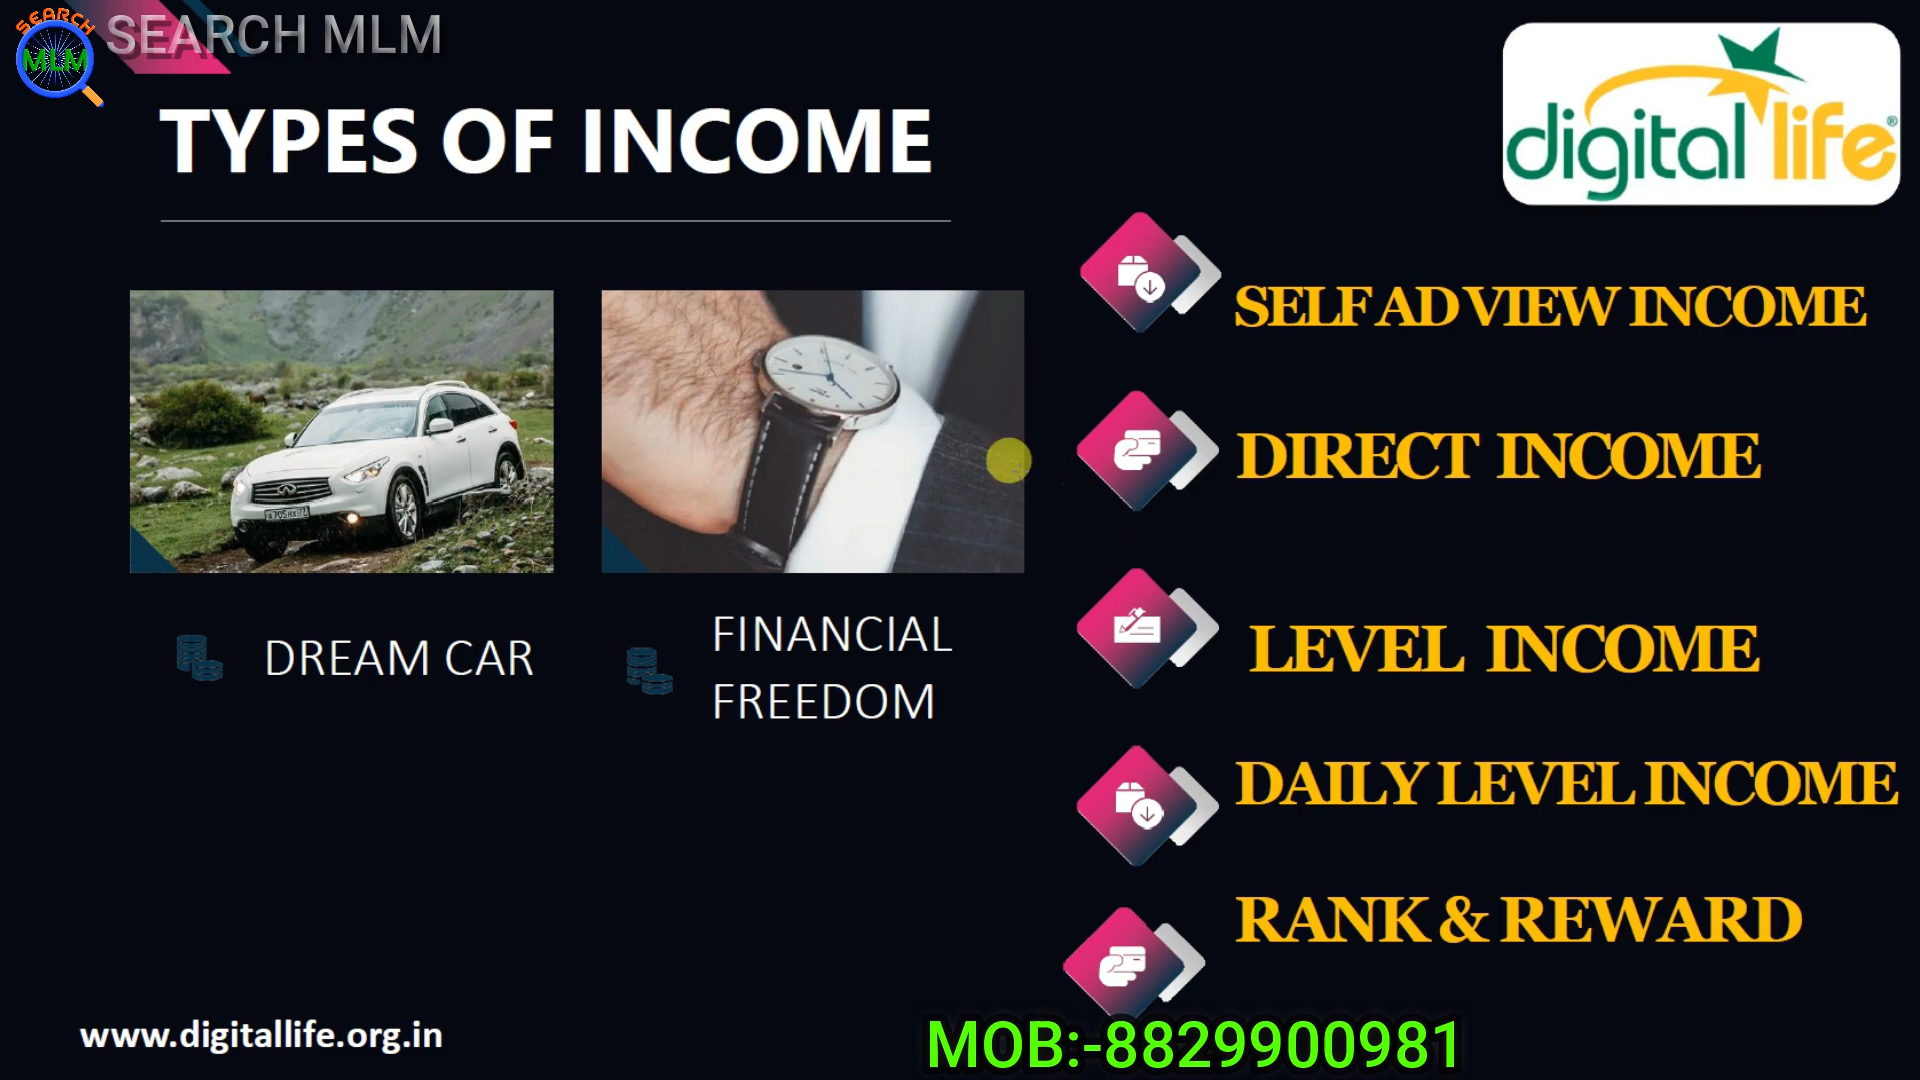 SEARCH
MLM
SEARCH MLM
TYPES OF INCOME
digital life®
SELF AD VIEW INCOME
DIRECT INCOME
LEVEL INCOME
DAILY LEVEL INCOME
RANK & REWARD
DREAM CAR
FINANCIAL
FREEDOM
www.digitallife.org.in
MOB:-8829900981